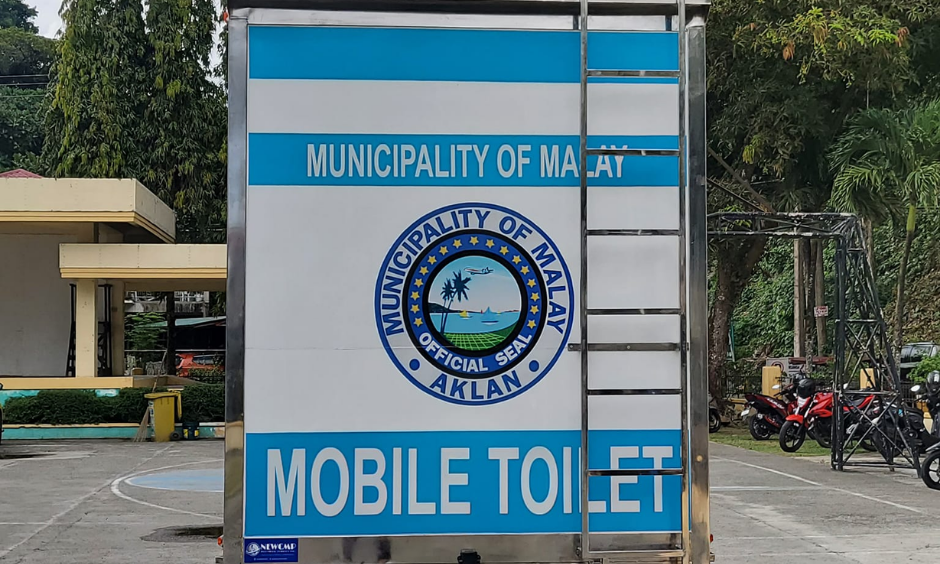 MUNICIPALITY OF MALAY
MUNICIPALITY OF MALAY
OFFICIAL SEAL
AKLAN
MOBILE TOILET
NEWCMP